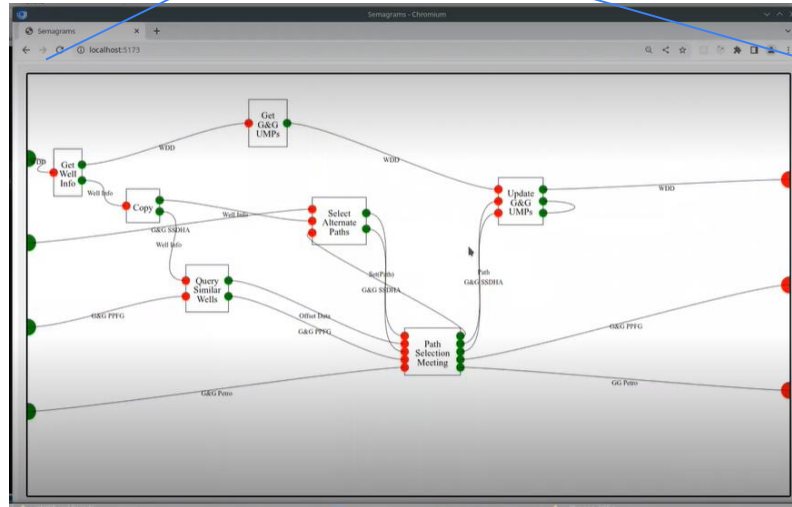 Semagrams - Chromium
Semagrams
localhost:5173
Get
G&G
UMPs
WDD
WDD
Get
Well
Info
Well Info
Copy
Well Info
G&G SSDHA
Well Info
Select
Alternate
Paths
Update
G&G
UMPs
WDD
Query
Similar
Wells
Path
G&G SSDHA
G&G SSDHA
Offset Data
G&G PPFG
G&G PPFG
G&G PPFG
Path
Selection
Meeting
GG Petro
G&G Petro